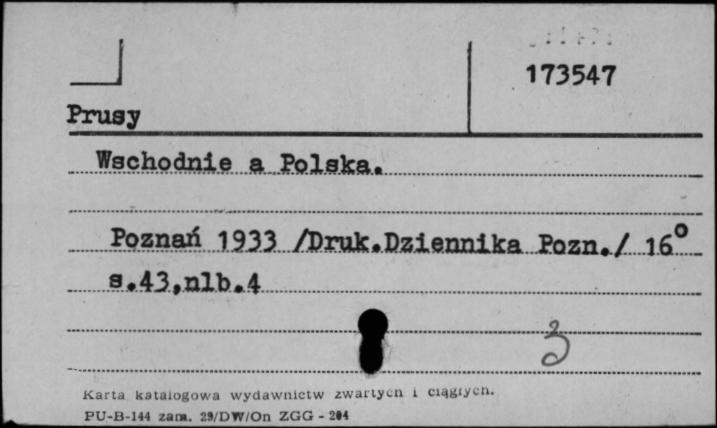 173547
Prusy
Wschodnie a Polska.
Poznań 1933 /Druk.Dziennika Pozn./ 16°
s.43,nlb.4
3
Karta katalogowa wydawnictw zwartych i ciągłych.
PU-B-144 zam. 29/DW/On ZGG - 204